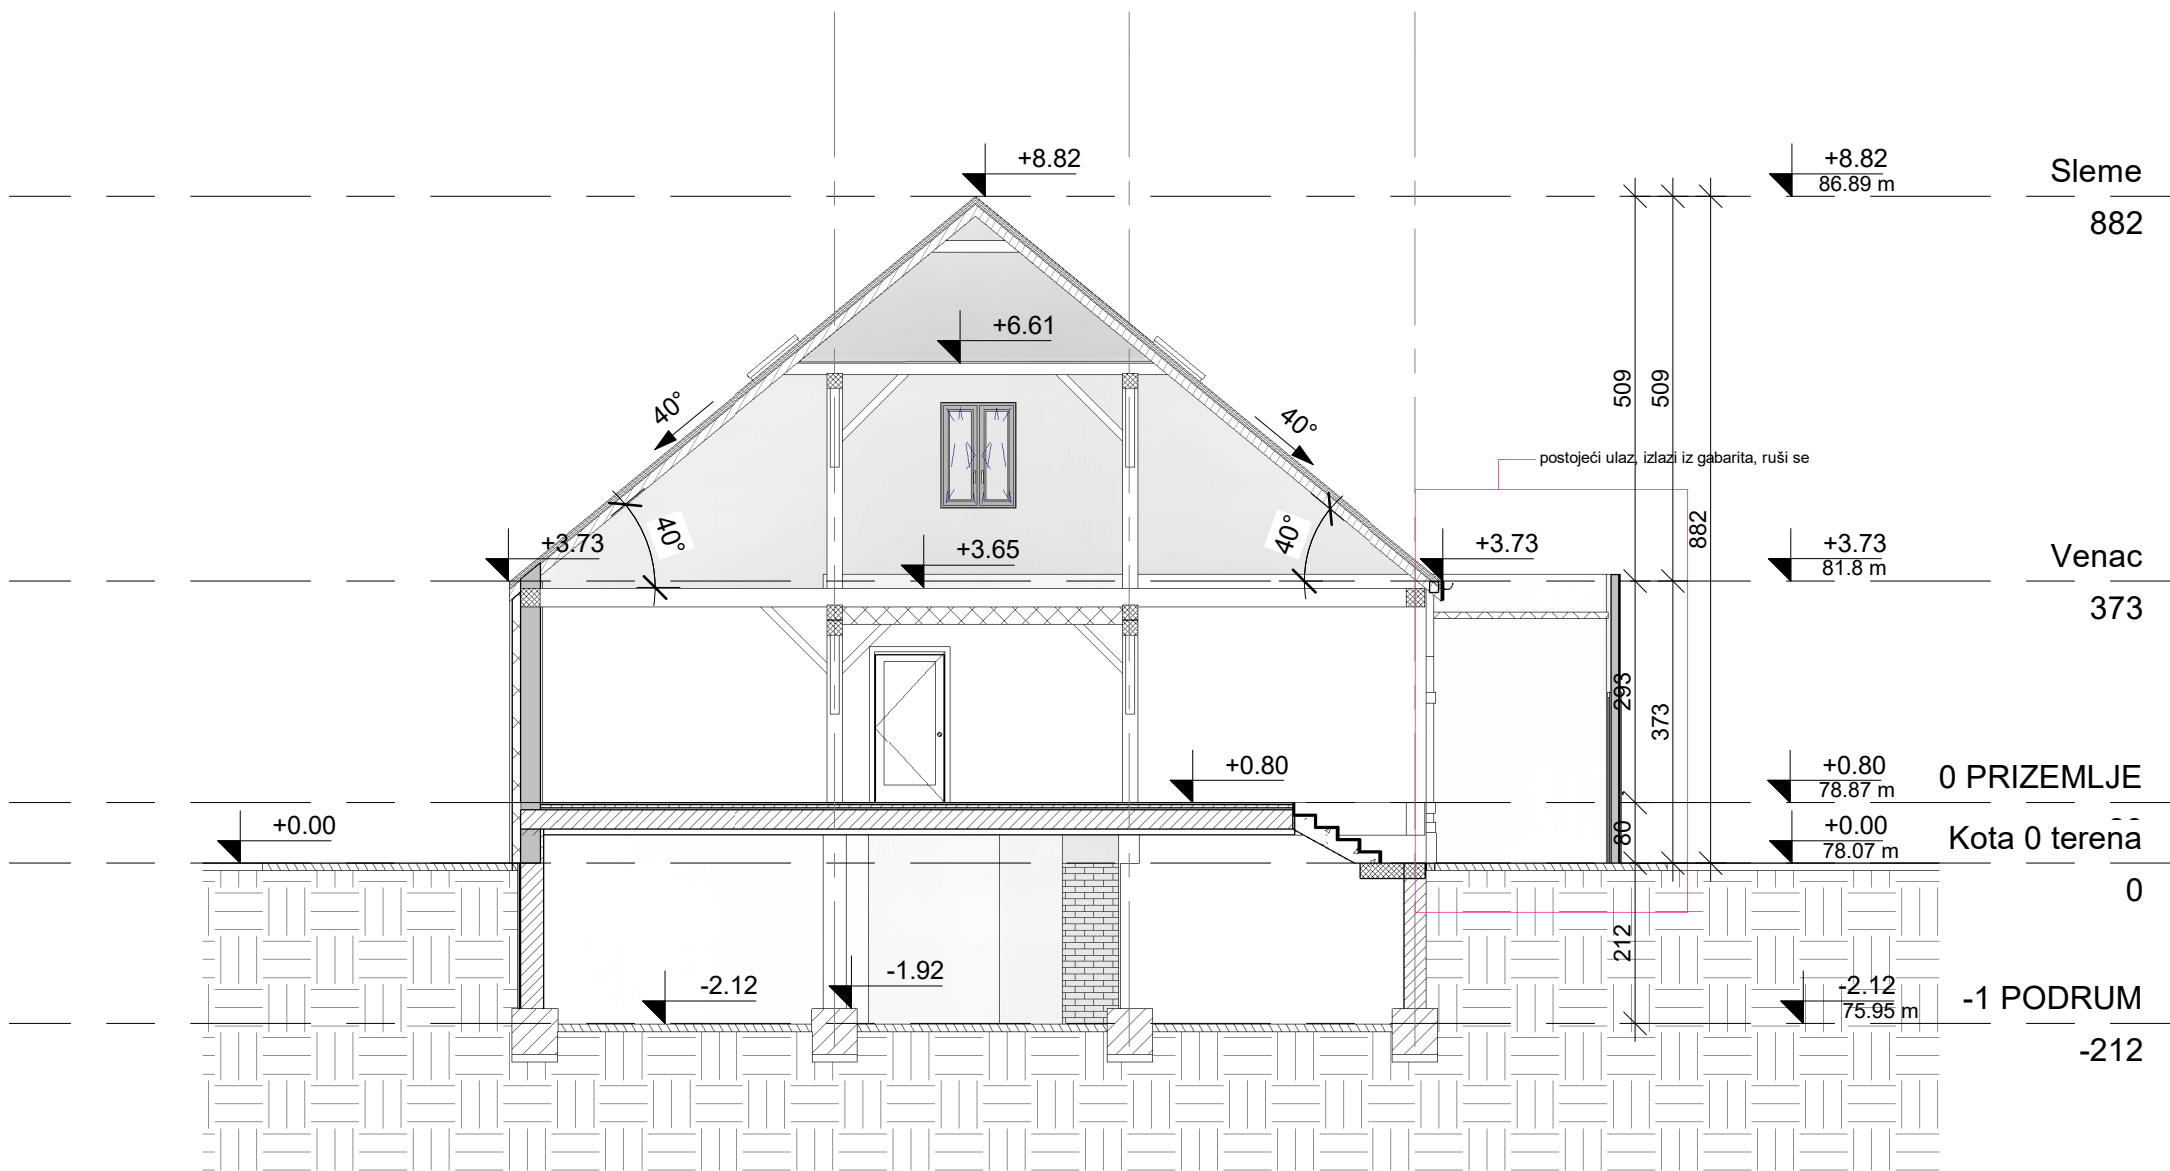 +8.82
+8.82
86.89 m
Sleme
882
+6.61
40°
40°
509
509
postojeći ulaz, izlazi iz gabarita, ruši se
882
40°
40°
+3.73
+3.65
+3.73
+3.73
81.8 m
Venac
373
293
373
+0.80
+0.80
78.87 m
0 PRIZEMLJE
+0.00
80
+0.00
78.07 m
Kota 0 terena
0
212
-2.12
-1.92
-2.12
75.95 m
-1 PODRUM
-212